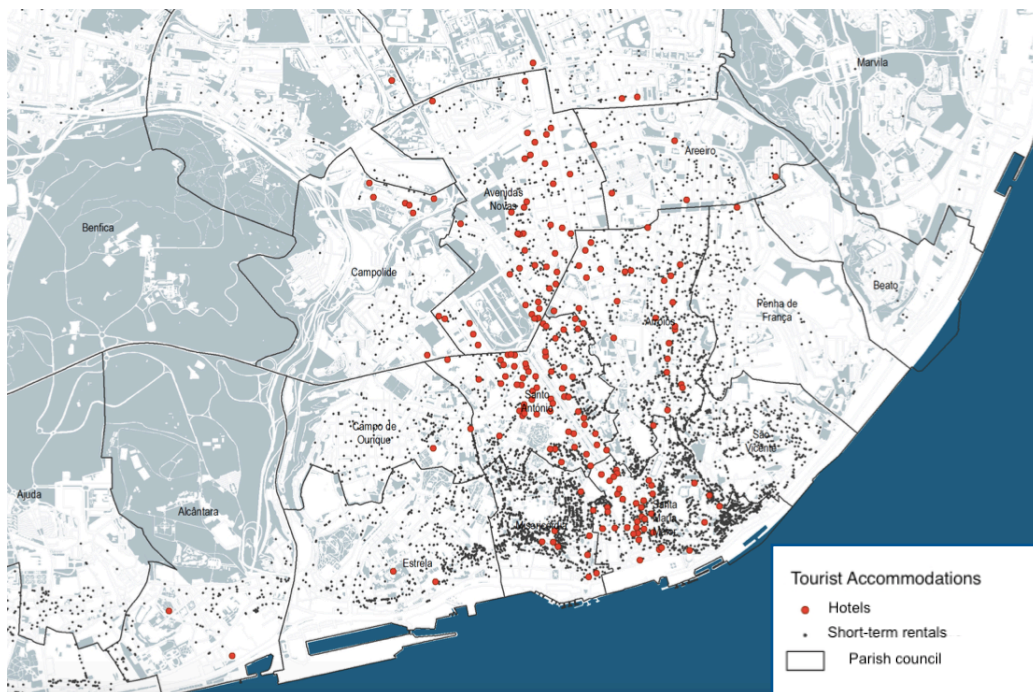 Marvila
Areeiro
Avenidas
Novas
Benfica
Campolide
Beato
Penha de
França
Arroios
Santo
António
Campo de
Ourique
São
Vicente
Ajuda
Alcântara
Santa
Maria
Misericórdia
Estrela
Tourist Accommodations
Hotels
Short-term rentals
Parish council